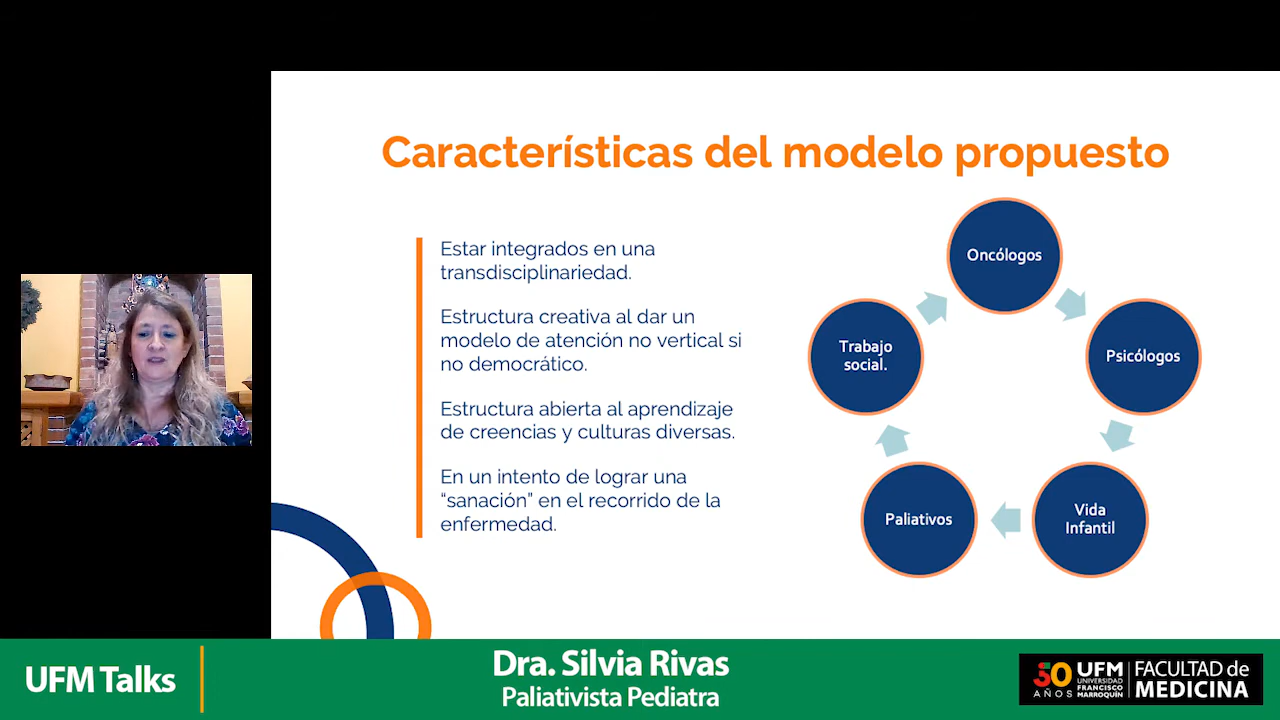 Características del modelo propuesto
Estar integrados en una
transdisciplinariedad.
Estructura creativa al dar un
modelo de atención no vertical si
no democrático.
Estructura abierta al aprendizaje
de creencias y culturas diversas.
En un intento de lograr una
“sanación” en el recorrido de la
enfermedad.
Oncólogos
Psicólogos
Vida
Infantil
Paliativos
Trabajo
social.
UFM Talks
Dra. Silvia Rivas
Paliativista Pediatra
50
AÑOS
UFM
UNIVERSIDAD
FRANCISCO
MARROQUÍN
FACULTAD de
MEDICINA